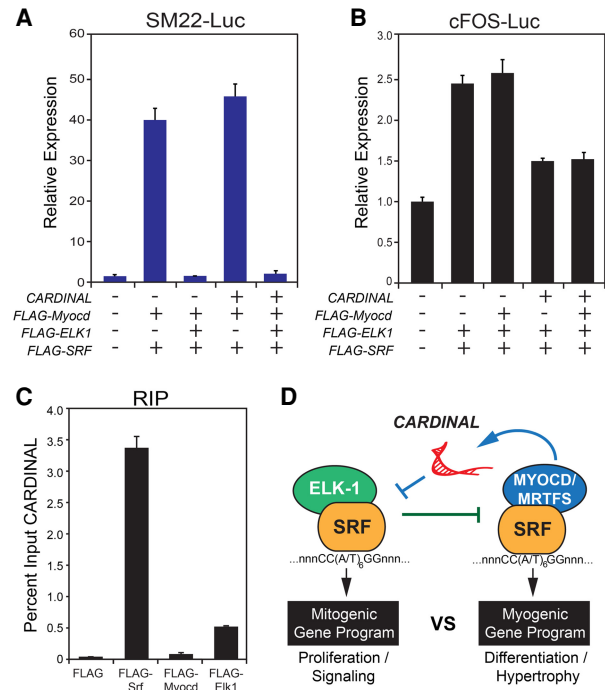 A
SM22-Luc
Relative Expression
60
50
40
30
20
10
0
CARDINAL - - - + +
FLAG-Myocd - + + + +
FLAG-ELK1 - - + - +
FLAG-SRF - + + + +
B
cFOS-Luc
Relative Expression
3.0
2.5
2.0
1.5
1.0
0.5
0.0
CARDINAL - - - + +
FLAG-Myocd - - + - +
FLAG-ELK1 - + + + +
FLAG-SRF - + + + +
C
RIP
Percent Input CARDINAL
4.0
3.5
3.0
2.5
2.0
1.5
1.0
0.5
0
FLAG
FLAG-Srf
FLAG-Myocd
FLAG-Elk1
D
CARDINAL
ELK-1
SRF
...nnnCC(A/T)6GGnnn...
Mitogenic
Gene Program
Proliferation /
Signaling
VS
MYOCD/
MRTFS
SRF
...nnnCC(A/T)6GGnnn...
Myogenic
Gene Program
Differentiation /
Hypertrophy